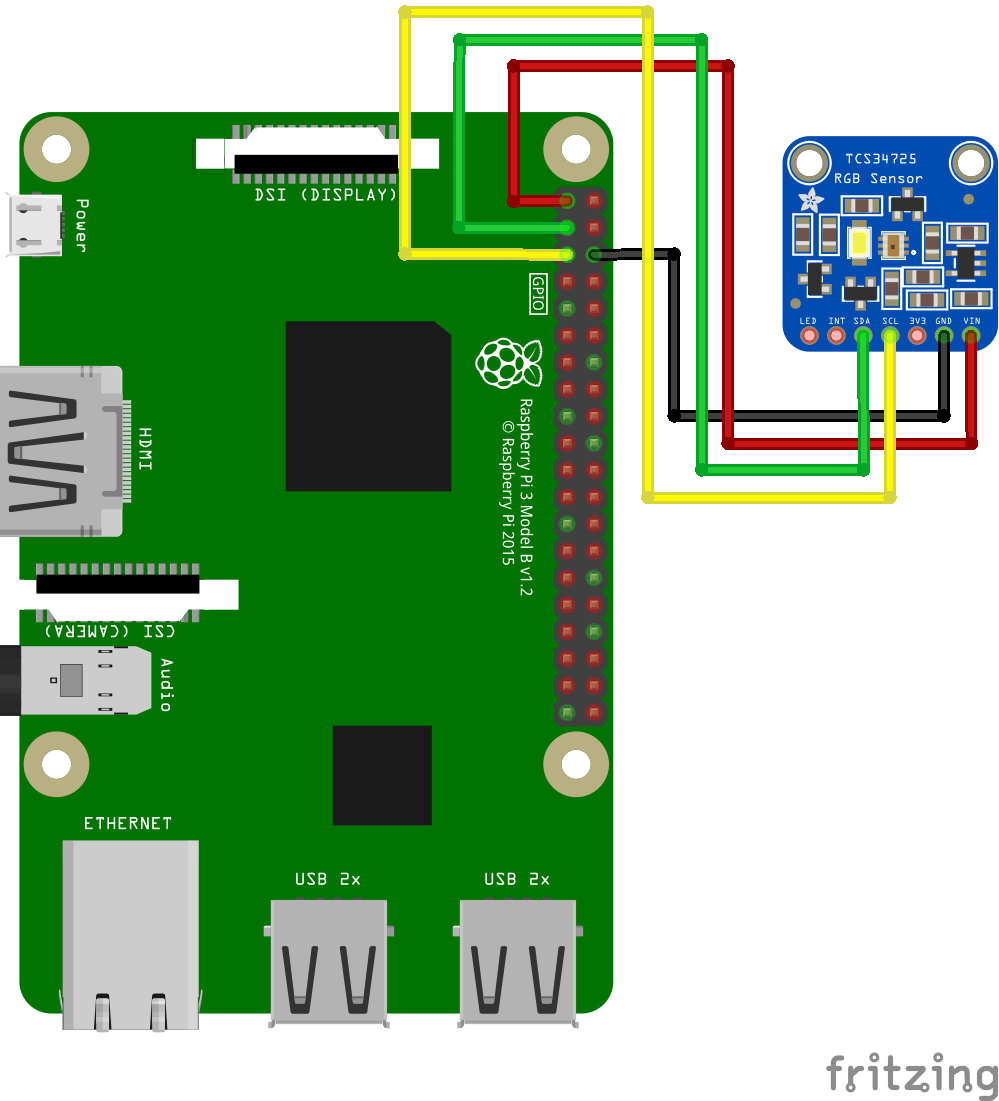 TCS34725
RGB Sensor
DSI (DISPLAY)
Power
GPIO
LED INT SDA SCL 3V3 GND VIN
HDMI
Raspberry Pi 3 Model B v1.2
© Raspberry Pi 2015
CSI (CAMERA)
Audio
ETHERNET
USB 2x
USB 2x
fritzing